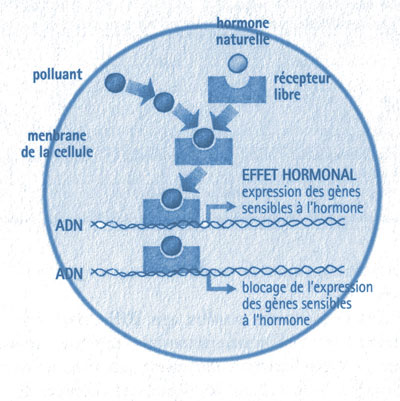 hormone
naturelle
polluant
récepteur
libre
menbrane
de la cellule
EFFET HORMONAL
expression des gènes
sensibles à l'hormone
ADN
ADN
blocage de l'expression
des gènes sensibles
à l'hormone